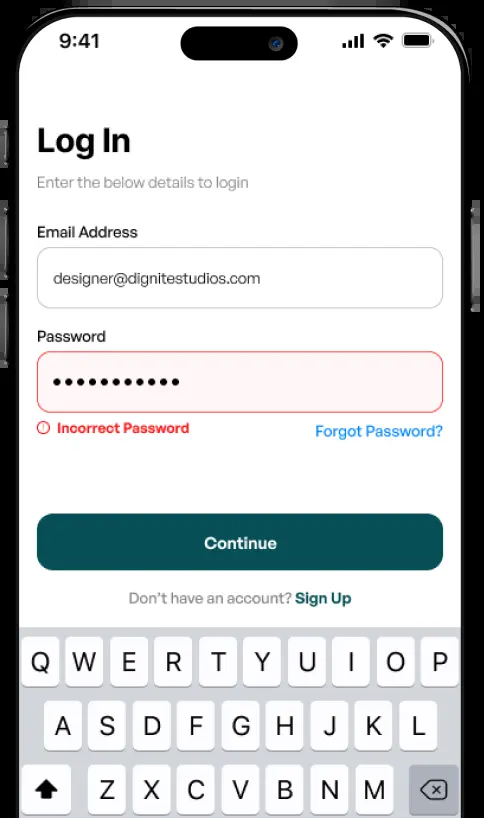 9:41
Log In
Enter the below details to login
Email Address
designer@dignitestudios.com
Password
Incorrect Password
Forgot Password?
Continue
Don't have an account? Sign Up
Q W E R T Y U I O P
A S D F G H J K L
Z X C V B N M